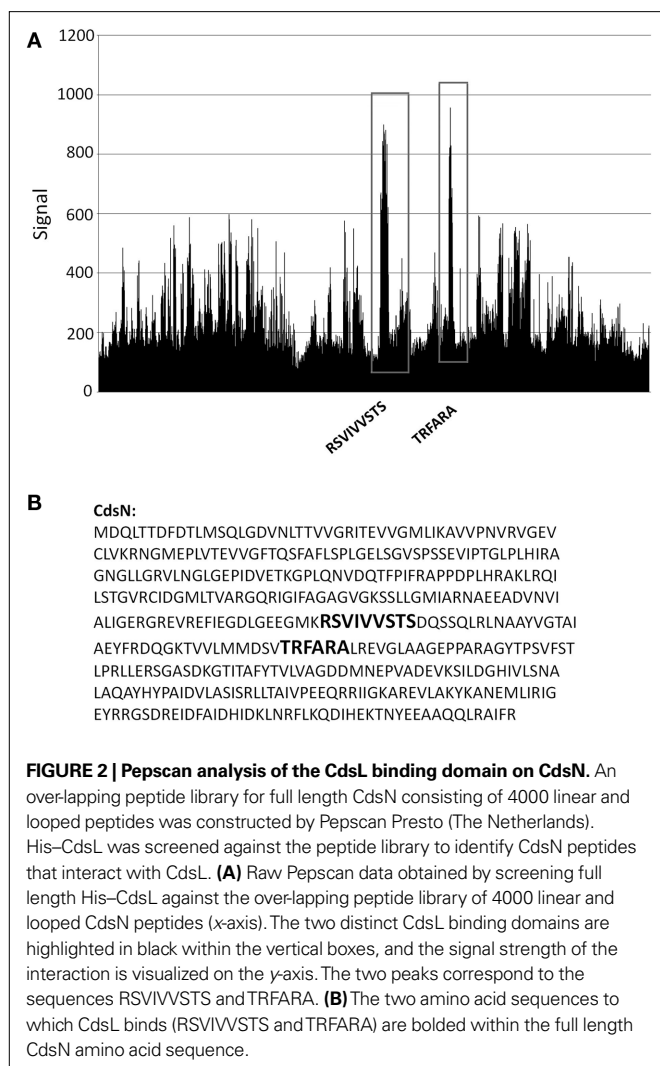 A
1200
1000
800
600
400
200
0
Signal
RSVIVVSTS
TRFARA
B
CdsN:
MDQLTTDFDTLMSQLGDVNLTTVVGRITEVVGMLIKAVVPNVRVGEV
CLVKRNGMEPLVTEVVGFTQSFAFLSPLGELSGVSPSSEVIPTGLPLHIRA
GNGLLGRVLNGLGEPIDVETKGPLQNVDQTFPIFRAPPDPLHRAKLRQI
LSTGVRCIDGMLTVARGQRIGIFAGAGVGKSSLLGMIARNAEEADVNVI
ALIGERGREVREFIEGDLGEEGMKRSVIVVSTSDQSSQLRLNAAYVGTAI
AEYFRDQGKTVVLMMDSVTRFARALREVGLAAGEPPARAGYTPSVFST
LPRLLERSGASDKGTITAFYTVLVAGDDMNEPVADEVKSILDGHIVLSNA
LAQAYHYPAIDVLASISRLLTAIVPEEQRRIIGKAREVLAKYKANEMLIRIG
EYRRGSDREIDFAIDHIDKLNRFLKQDIHEKTNYEEAAQQLRAIFR
FIGURE 2 | Pepscan analysis of the CdsL binding domain on CdsN. An
over-lapping peptide library for full length CdsN consisting of 4000 linear and
looped peptides was constructed by Pepscan Presto (The Netherlands).
His–CdsL was screened against the peptide library to identify CdsN peptides
that interact with CdsL. (A) Raw Pepscan data obtained by screening full
length His–CdsL against the over-lapping peptide library of 4000 linear and
looped CdsN peptides (x-axis). The two distinct CdsL binding domains are
highlighted in black within the vertical boxes, and the signal strength of the
interaction is visualized on the y-axis. The two peaks correspond to the
sequences RSVIVVSTS and TRFARA. (B) The two amino acid sequences to
which CdsL binds (RSVIVVSTS and TRFARA) are bolded within the full length
CdsN amino acid sequence.